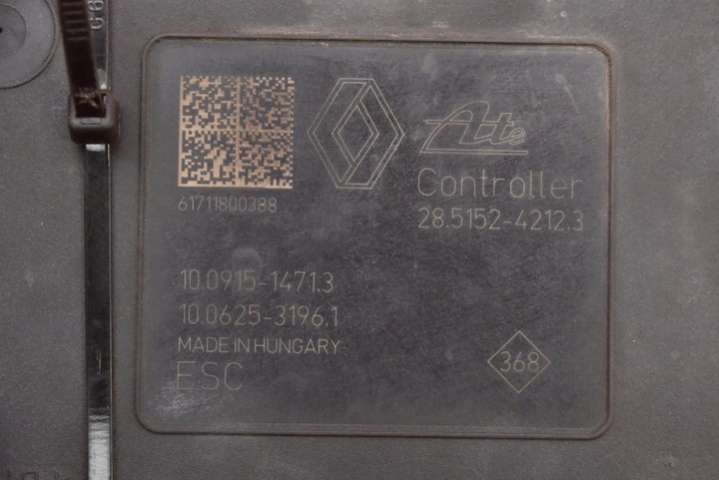 Ate
Controller
28.5152-4212.3
61711800388
10.0915-1471.3
10.0625-3196.1
MADE IN HUNGARY
ESC
368